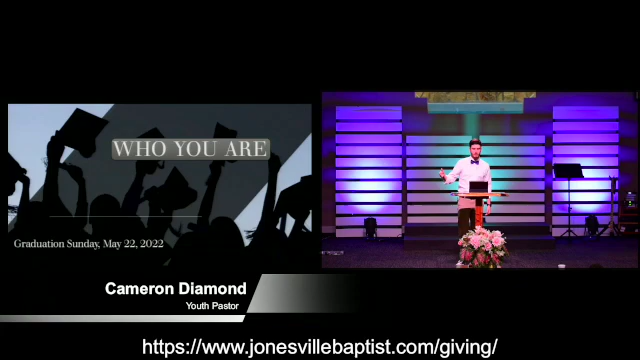 WHO YOU ARE
Graduation Sunday, May 22, 2022
Cameron Diamond
Youth Pastor
https://www.jonesvillebaptist.com/giving/